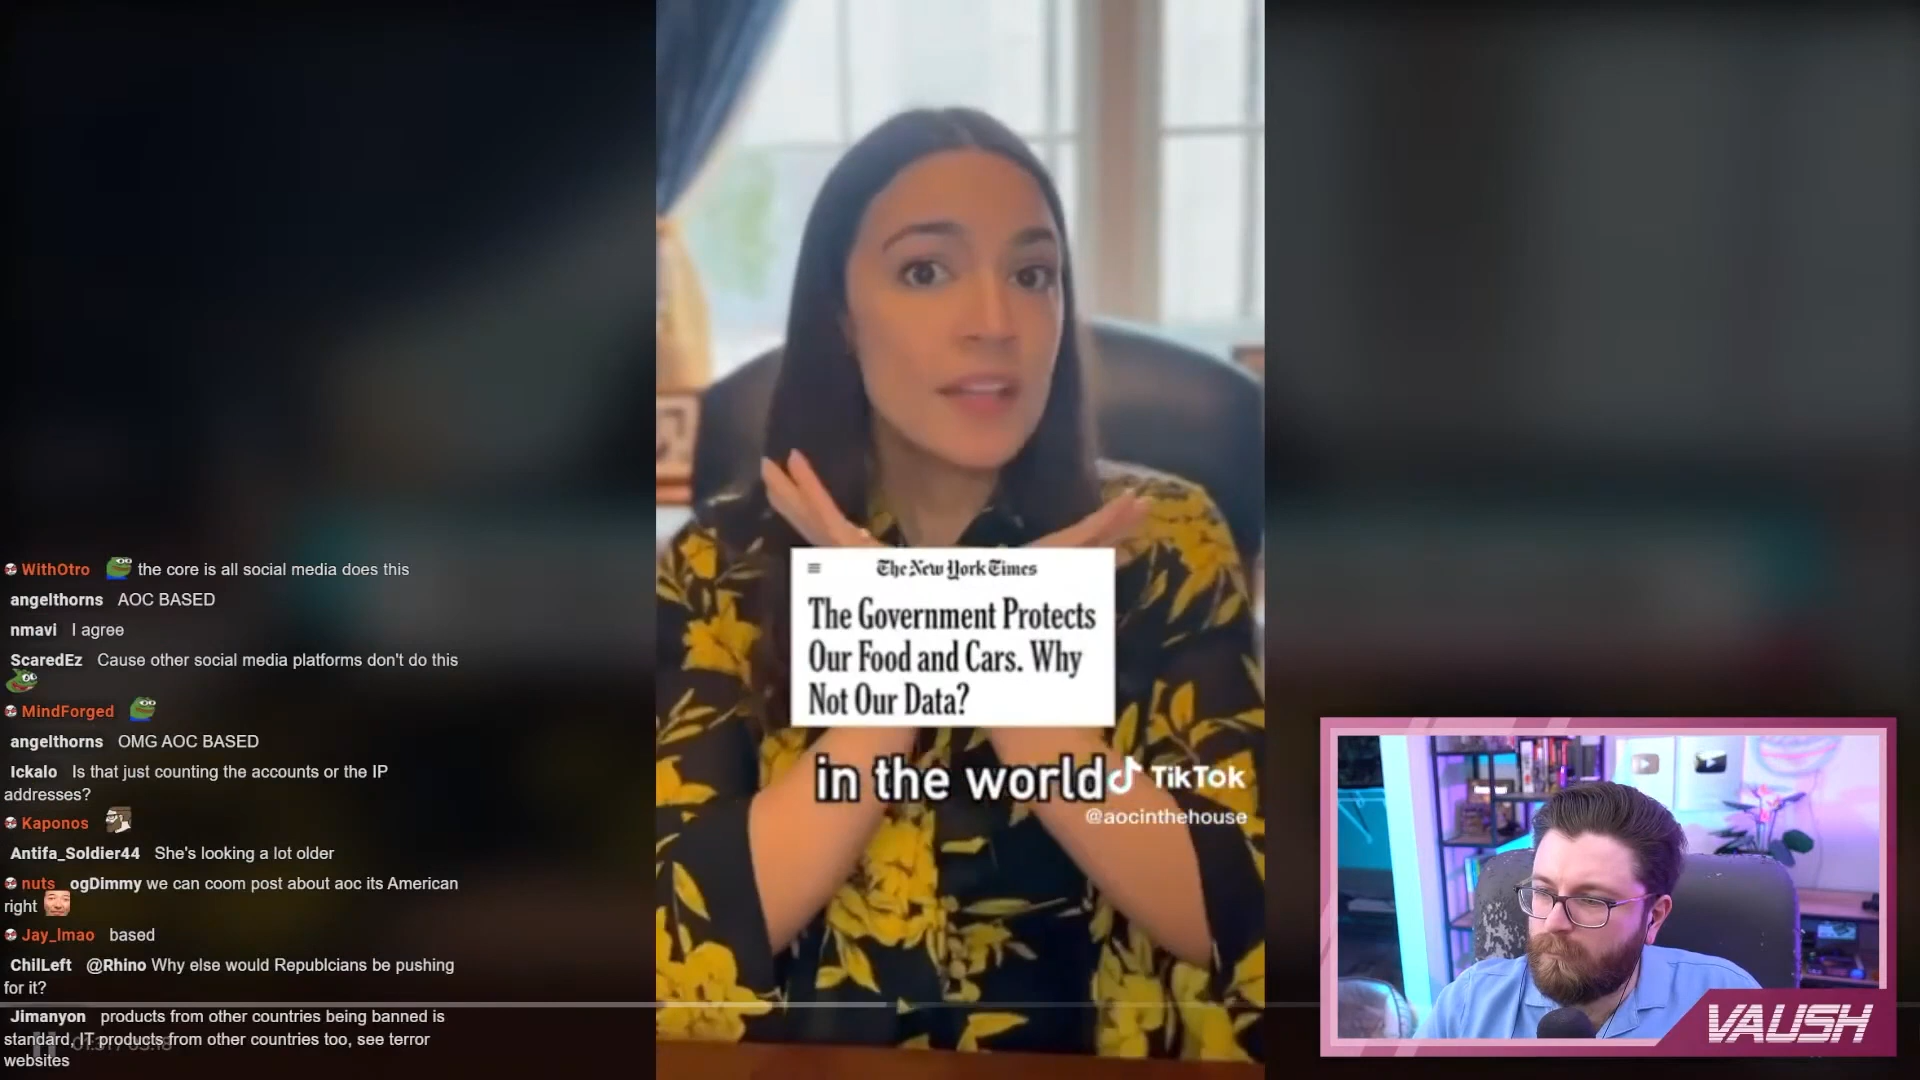 WithOtro the core is all social media does this
angelthorns AOC BASED
nmavi I agree
ScaredEz Cause other social media platforms don't do this
MindForged
angelthorns OMG AOC BASED
Ickalo Is that just counting the accounts or the IP
addresses?
Kaponos
Antifa_Soldier44 She's looking a lot older
nuts ogDimmy we can coom post about aoc its American
right
Jay_lmao based
ChilLeft @Rhino Why else would Republcians be pushing
for it?
Jimanyon products from other countries being banned is
standard, IT products from other countries too, see terror
websites
The New York Times
The Government Protects
Our Food and Cars. Why
Not Our Data?
in the world
TikTok
@aocinthehouse
VAUSH